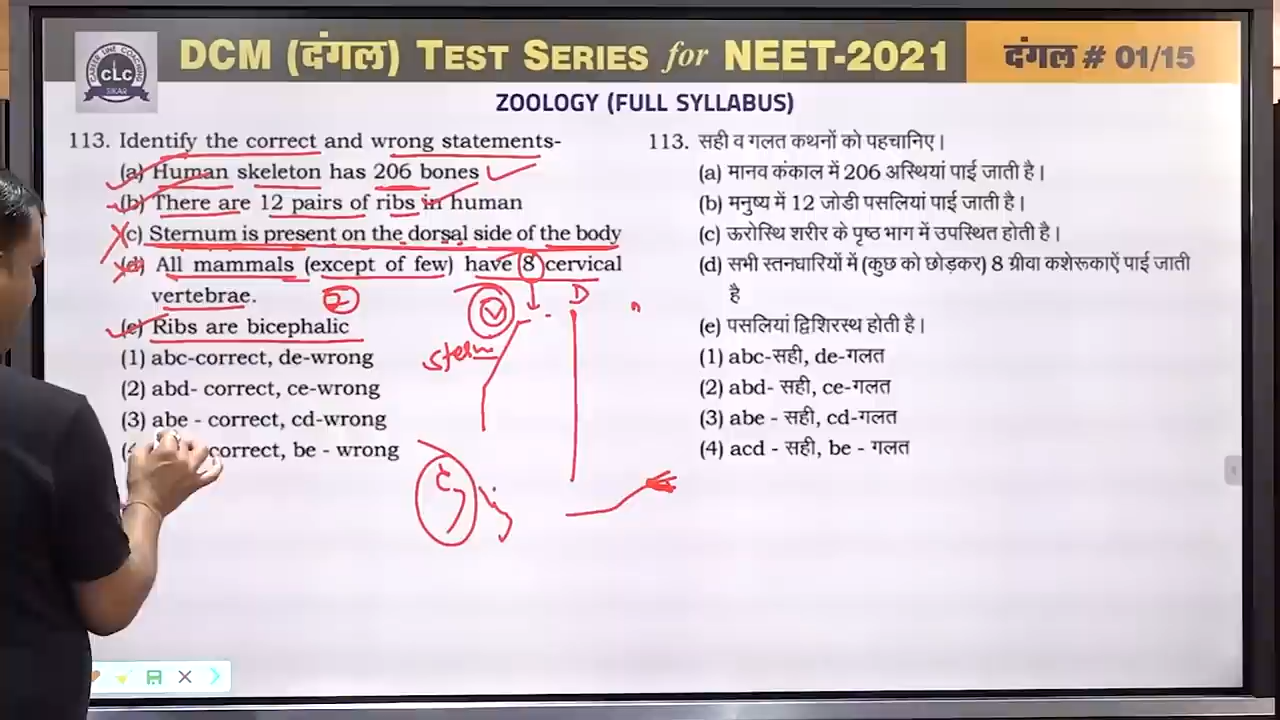 CAREER LINE COACHING
CLC
SIKAR
DCM (दंगल) TEST SERIES for NEET-2021
दंगल # 01/15
ZOOLOGY (FULL SYLLABUS)
113. Identify the correct and wrong statements-
(a) Human skeleton has 206 bones
(b) There are 12 pairs of ribs in human
(c) Sternum is present on the dorsal side of the body
(d) All mammals (except of few) have 8 cervical
vertebrae.
(e) Ribs are bicephalic
(1) abc-correct, de-wrong
(2) abd- correct, ce-wrong
(3) abe - correct, cd-wrong
correct, be - wrong
2
V
D
Stern
113. सही व गलत कथनों को पहचानिए।
(a) मानव कंकाल में 206 अस्थियां पाई जाती है।
(b) मनुष्य में 12 जोडी पसलियां पाई जाती है।
(c) ऊरोस्थि शरीर के पृष्ठ भाग में उपस्थित होती है।
(d) सभी स्तनधारियों में (कुछ को छोड़कर) 8 ग्रीवा कशेरूकाऐं पाई जाती
है
(e) पसलियां द्विशिरस्थ होती है।
(1) abc-सही, de-गलत
(2) abd- सही, ce-गलत
(3) abe - सही, cd-गलत
(4) acd - सही, be - गलत